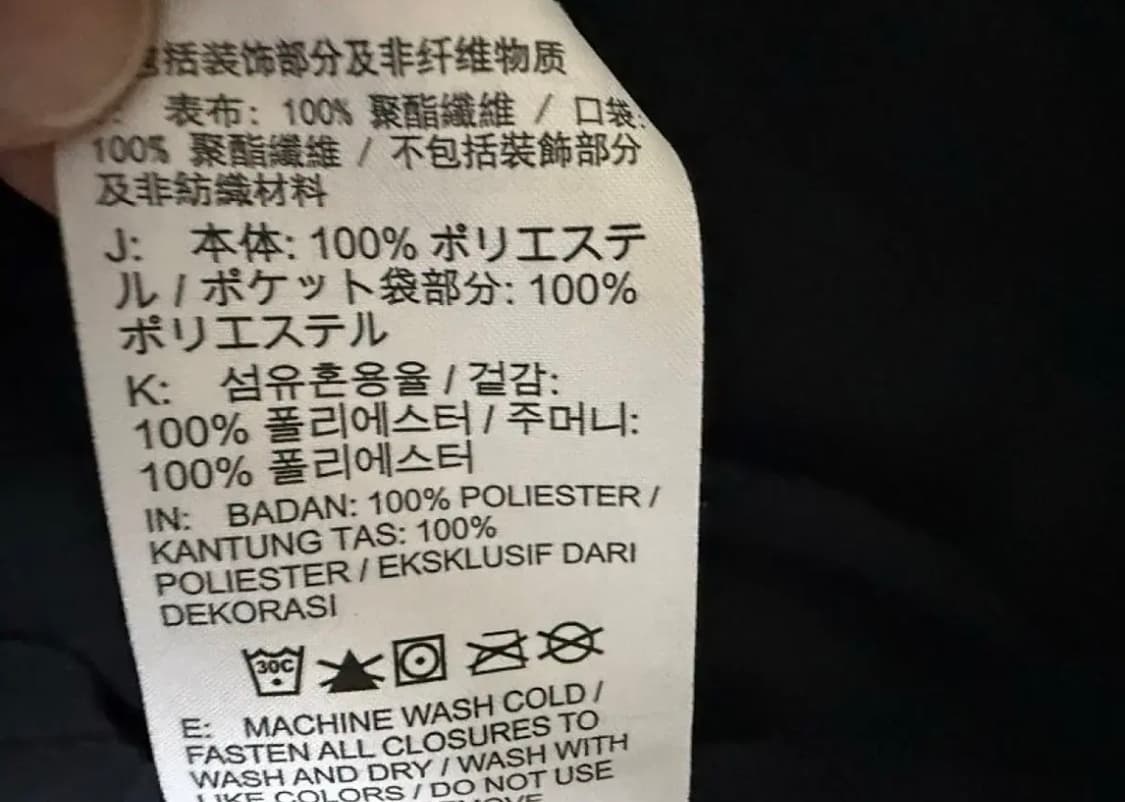 括装饰部分及非纤维物质
表布: 100% 聚酯纖維 / 口袋:
100% 聚酯纖維 / 不包括裝飾部分
及非紡織材料
J: 本体: 100% ポリエステ
ル / ポケット袋部分: 100%
ポリエステル
K: 섬유혼용율 / 겉감:
100% 폴리에스터 / 주머니:
100% 폴리에스터
IN: BADAN: 100% POLIESTER /
KANTUNG TAS: 100%
POLIESTER / EKSKLUSIF DARI
DEKORASI
30C
E: MACHINE WASH COLD /
FASTEN ALL CLOSURES TO
WASH AND DRY / WASH WITH
LIKE COLORS / DO NOT USE